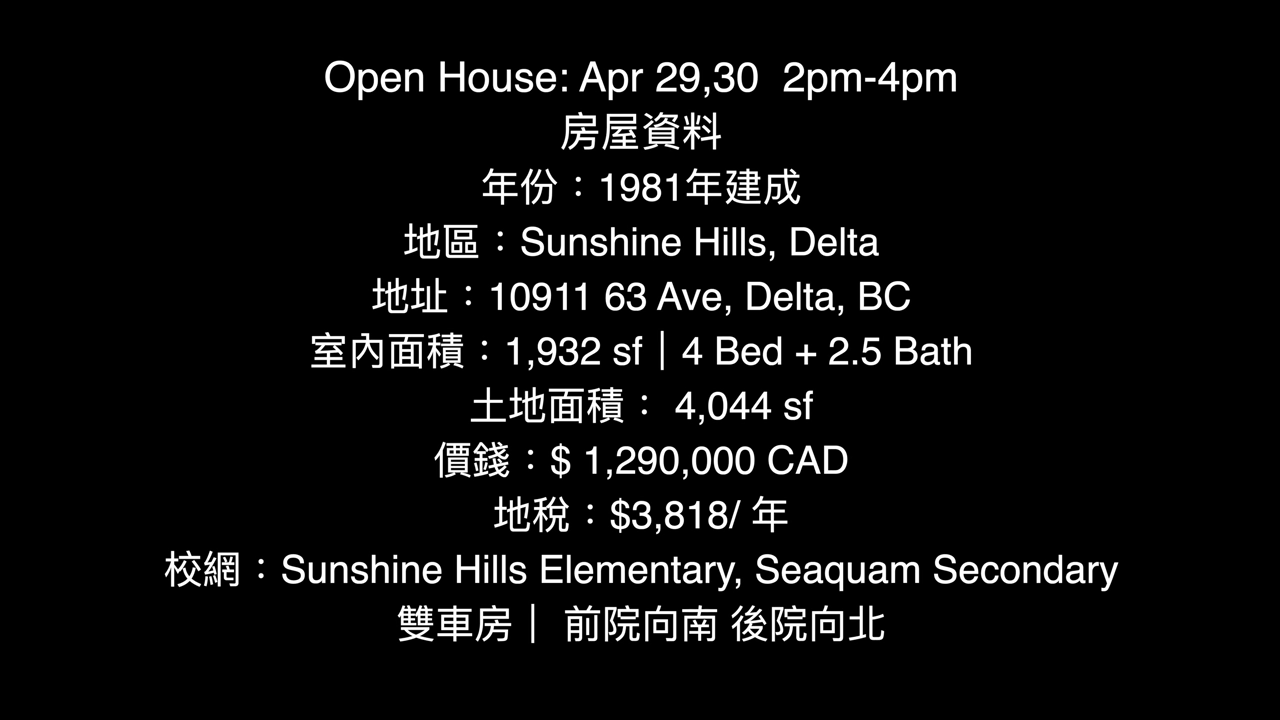 Open House: Apr 29,30  2pm-4pm
房屋資料
年份：1981年建成
地區：Sunshine Hills, Delta
地址：10911 63 Ave, Delta, BC
室內面積：1,932 sf｜4 Bed + 2.5 Bath
土地面積： 4,044 sf
價錢：$ 1,290,000 CAD
地稅：$3,818/ 年
校網：Sunshine Hills Elementary, Seaquam Secondary
雙車房｜ 前院向南 後院向北